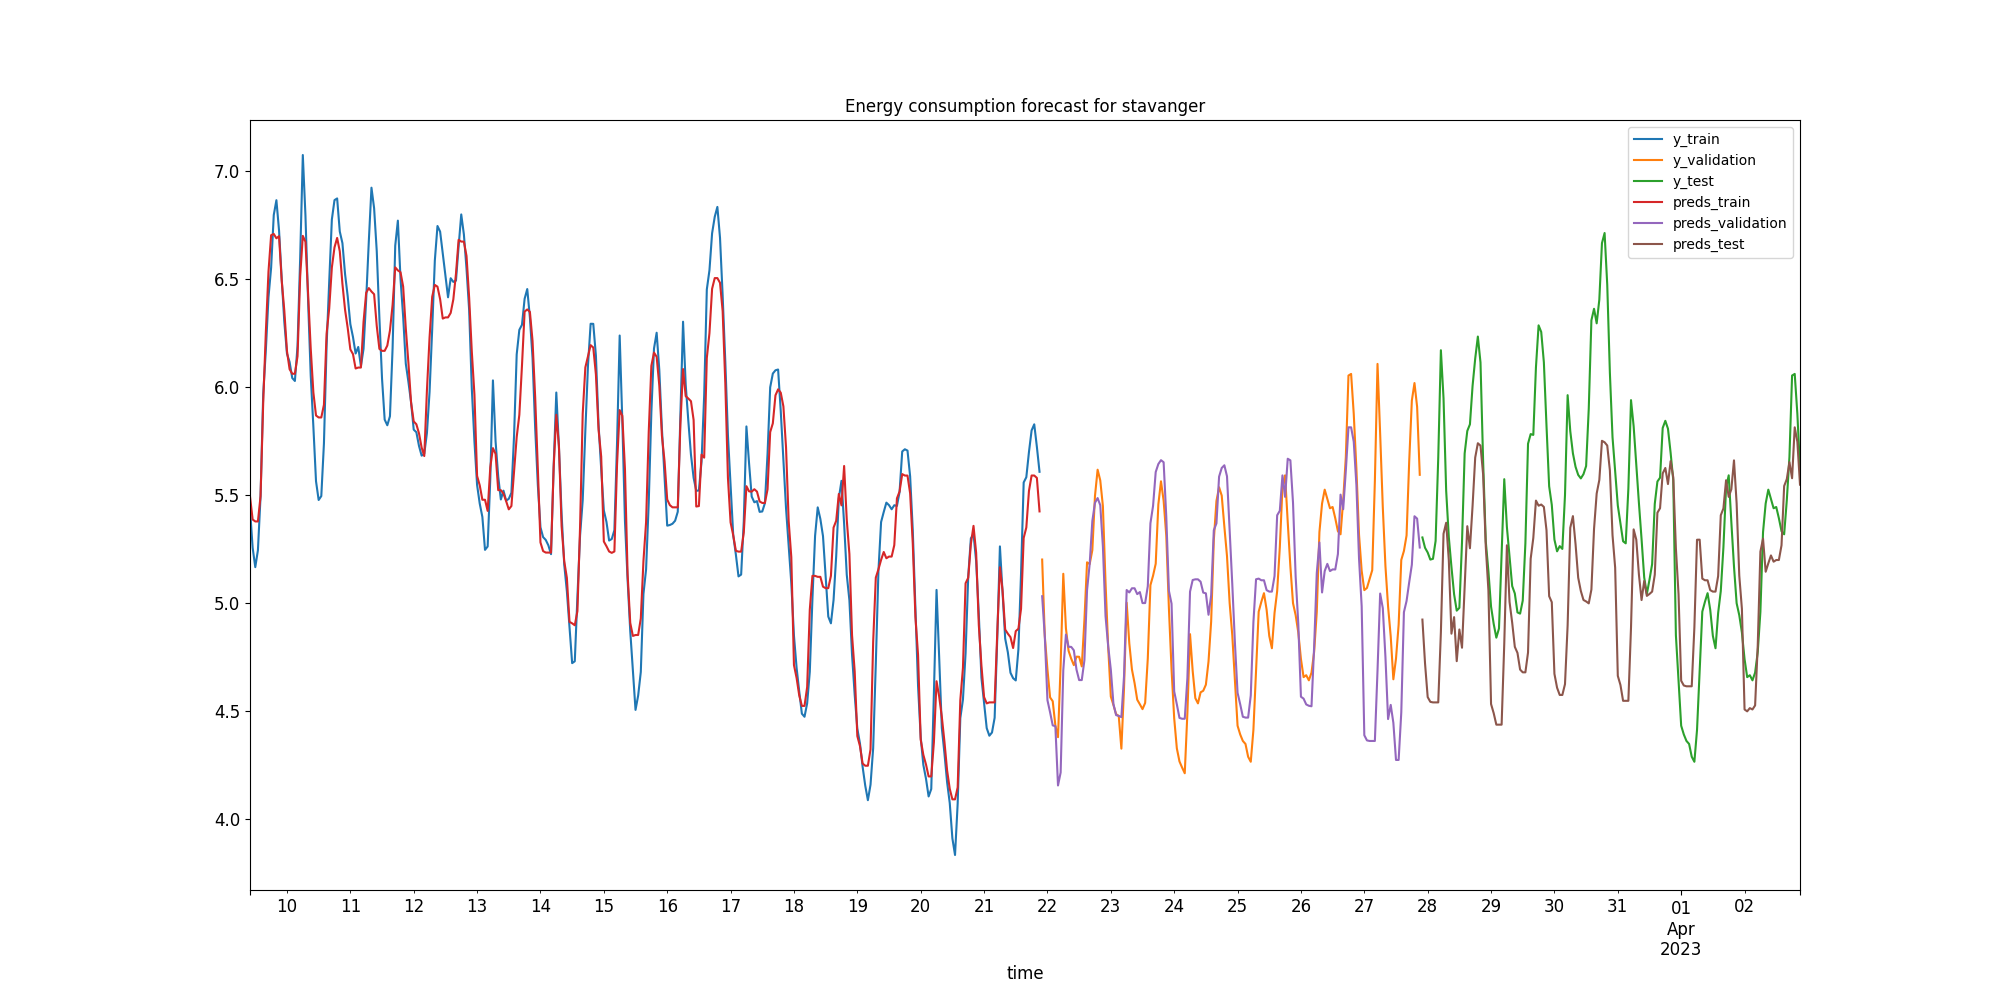 Energy consumption forecast for stavanger
y_train
y_validation
y_test
preds_train
preds_validation
preds_test
7.0
6.5
6.0
5.5
5.0
4.5
4.0
10 11 12 13 14 15 16 17 18 19 20 21 22 23 24 25 26 27 28 29 30 31 01 02
Apr
2023
time